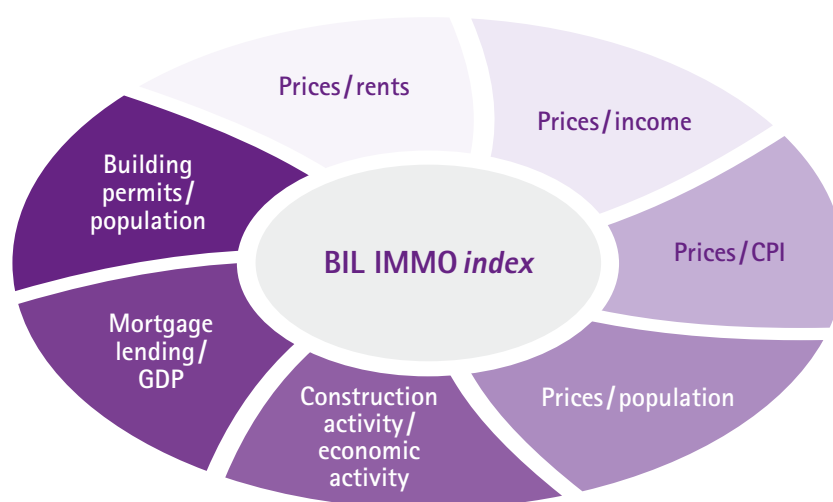 Prices/rents
Prices/income
Prices/CPI
Prices/population
Construction
activity/
economic
activity
Mortgage
lending/
GDP
Building
permits/
population
BIL IMMO index